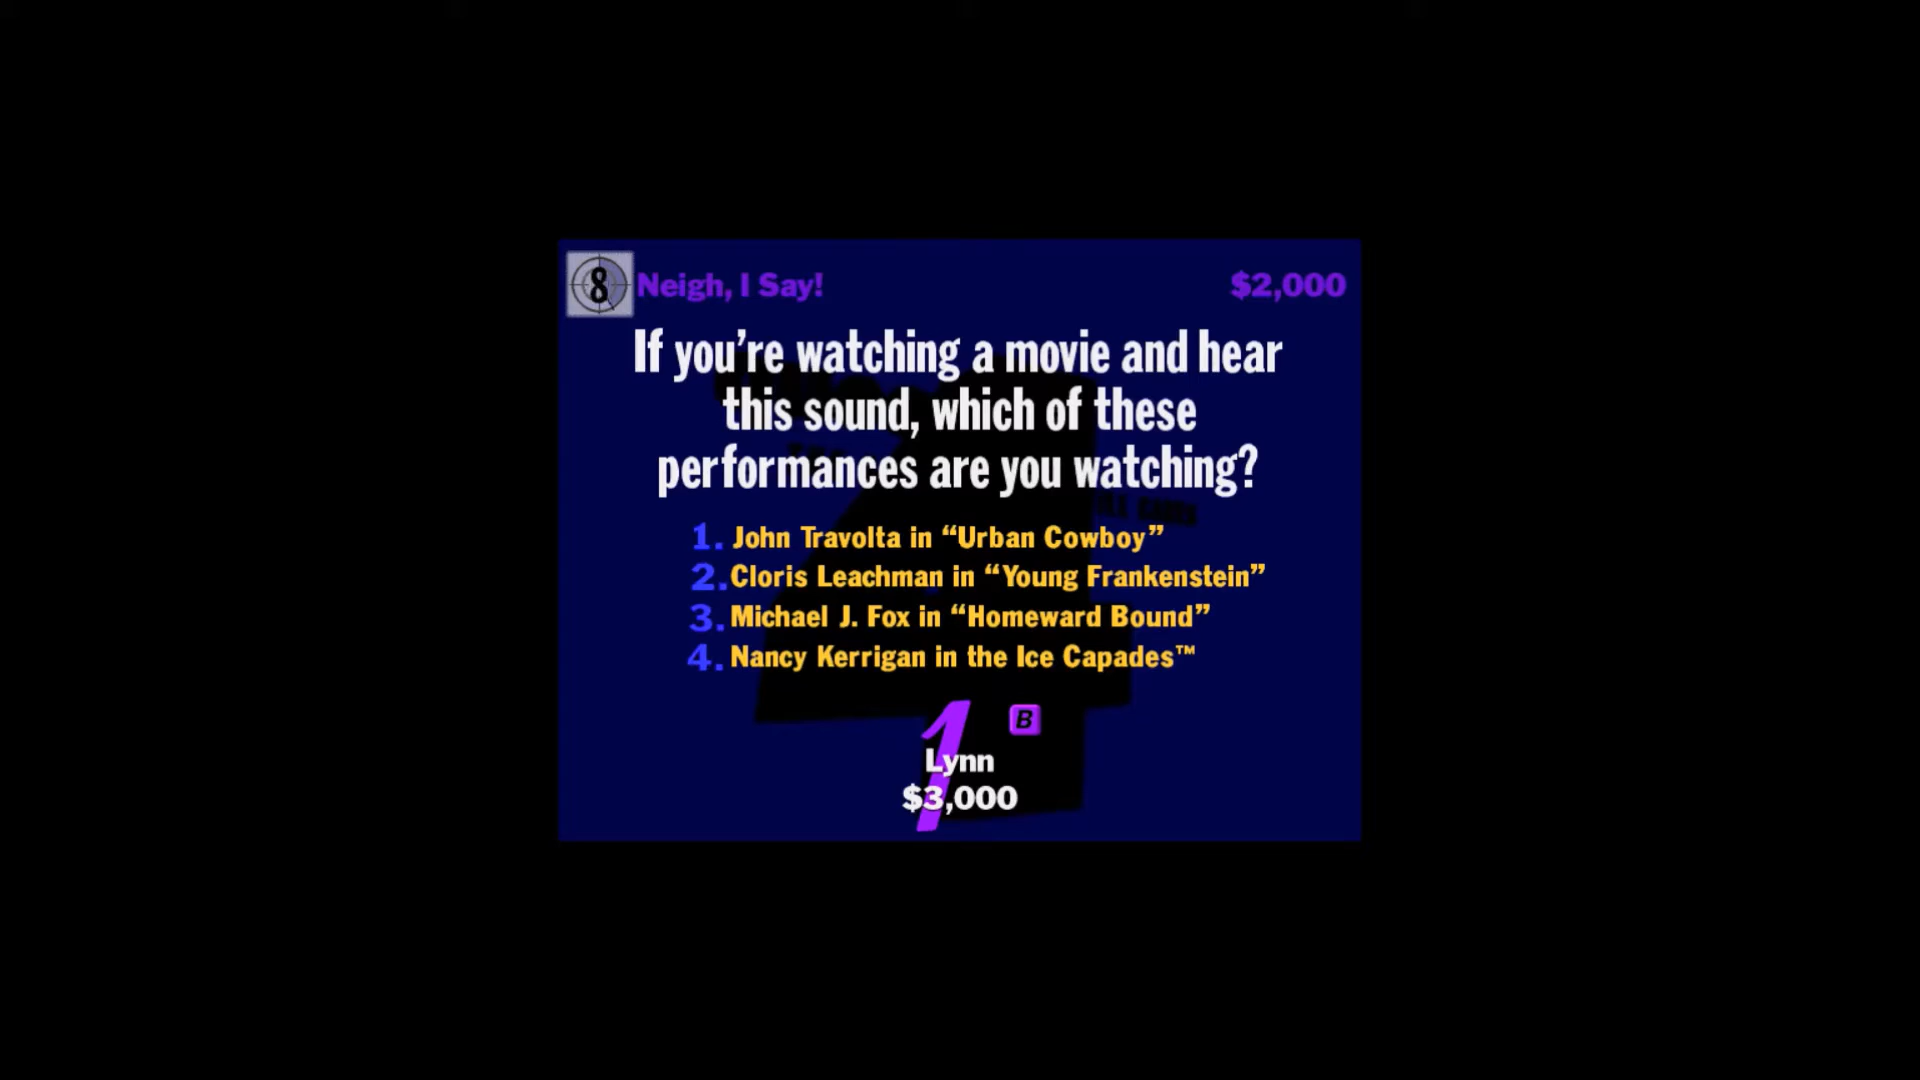 8 Neigh, I Say! $2,000
If you’re watching a movie and hear
this sound, which of these
performances are you watching?
1. John Travolta in “Urban Cowboy”
2. Cloris Leachman in “Young Frankenstein”
3. Michael J. Fox in “Homeward Bound”
4. Nancy Kerrigan in the Ice Capades™
1 B
Lynn
$3,000